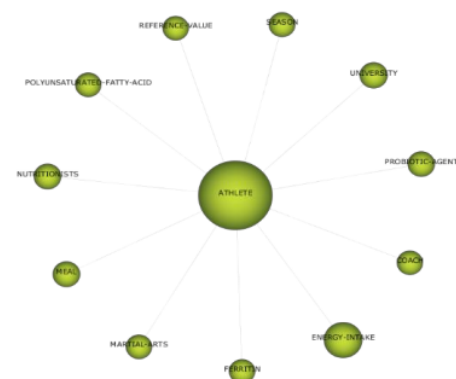 REFERENCE-VALUE
SEASON
UNIVERSITY
POLYUNSATURATED-FATTY-ACID
PROBIOTIC-AGENT
NUTRITIONISTS
ATHLETE
COACH
MEAL
ENERGY-INTAKE
MARTIAL-ARTS
FERRITIN